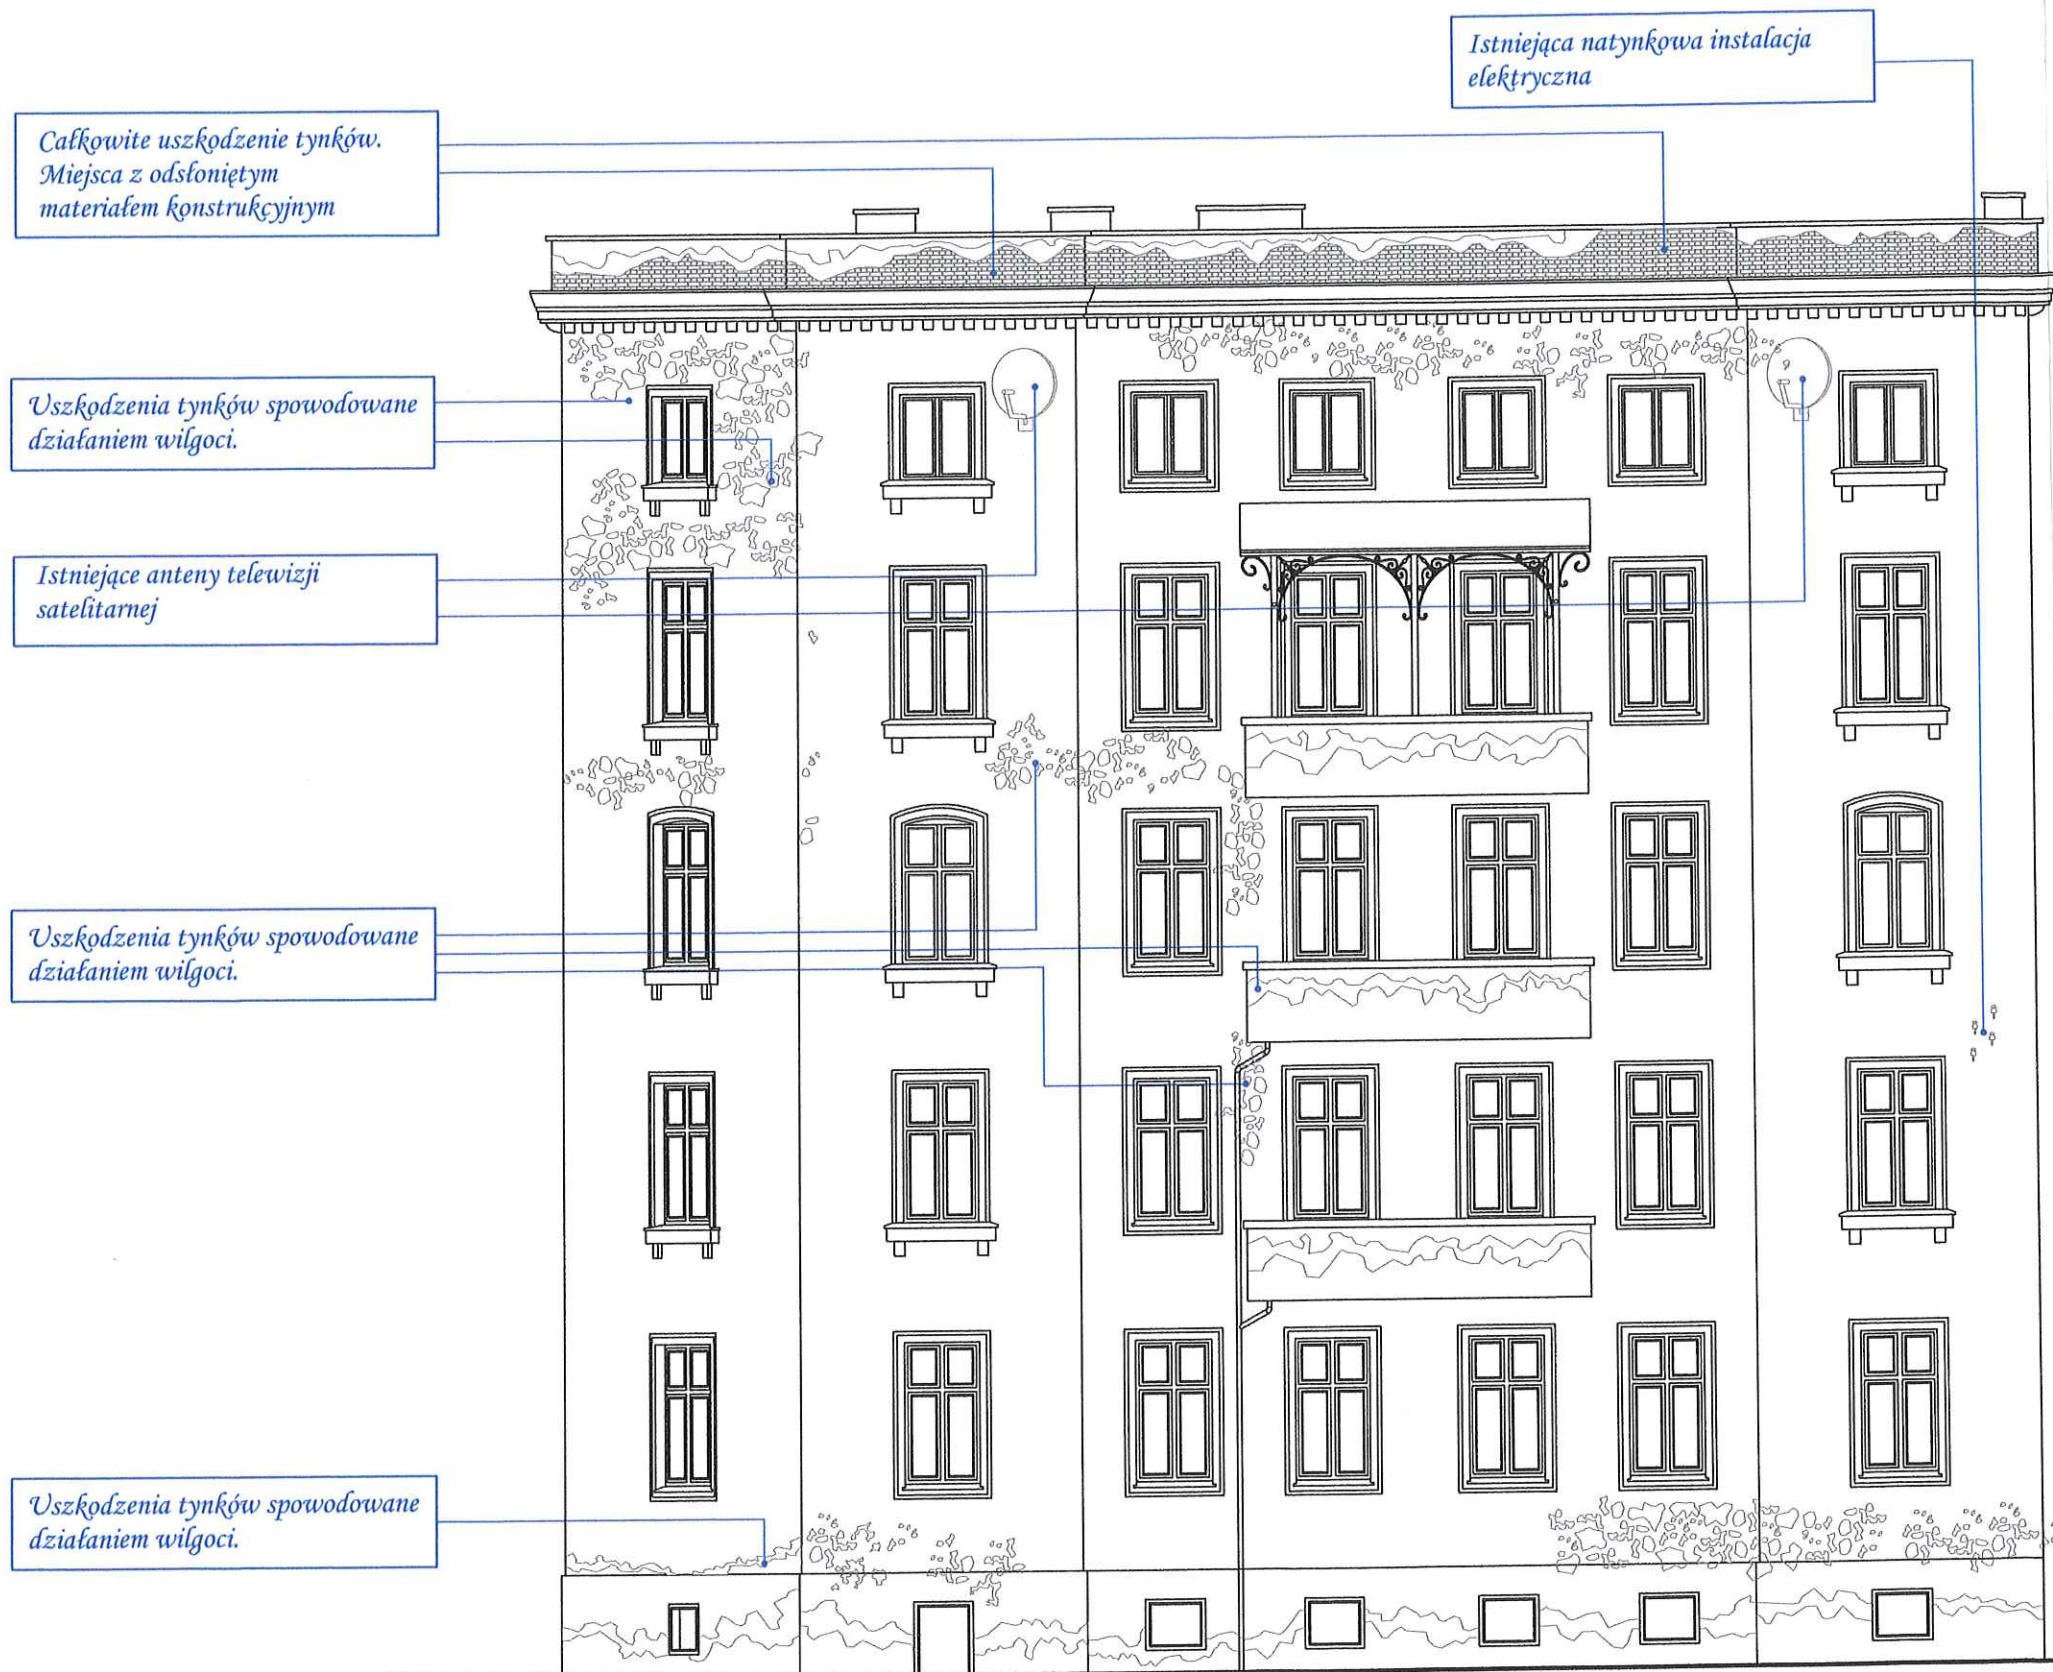 Istniejąca natynkowa instalacja
elektryczna
Całkowite uszkodzenie tynków.
Miejsca z odsłoniętym
materiałem konstrukcyjnym
Uszkodzenia tynków spowodowane
działaniem wilgoci.
Istniejące anteny telewizji
satelitarnej
Uszkodzenia tynków spowodowane
działaniem wilgoci.
Uszkodzenia tynków spowodowane
działaniem wilgoci.